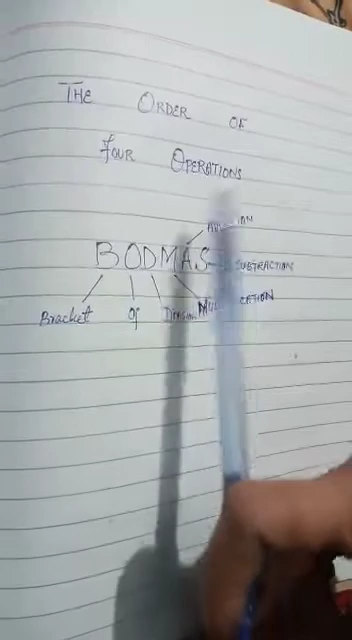 THE ORDER OF
FOUR OPERATIONS
BODMAS
SUBTRACTION
Bracket Of DIVISION